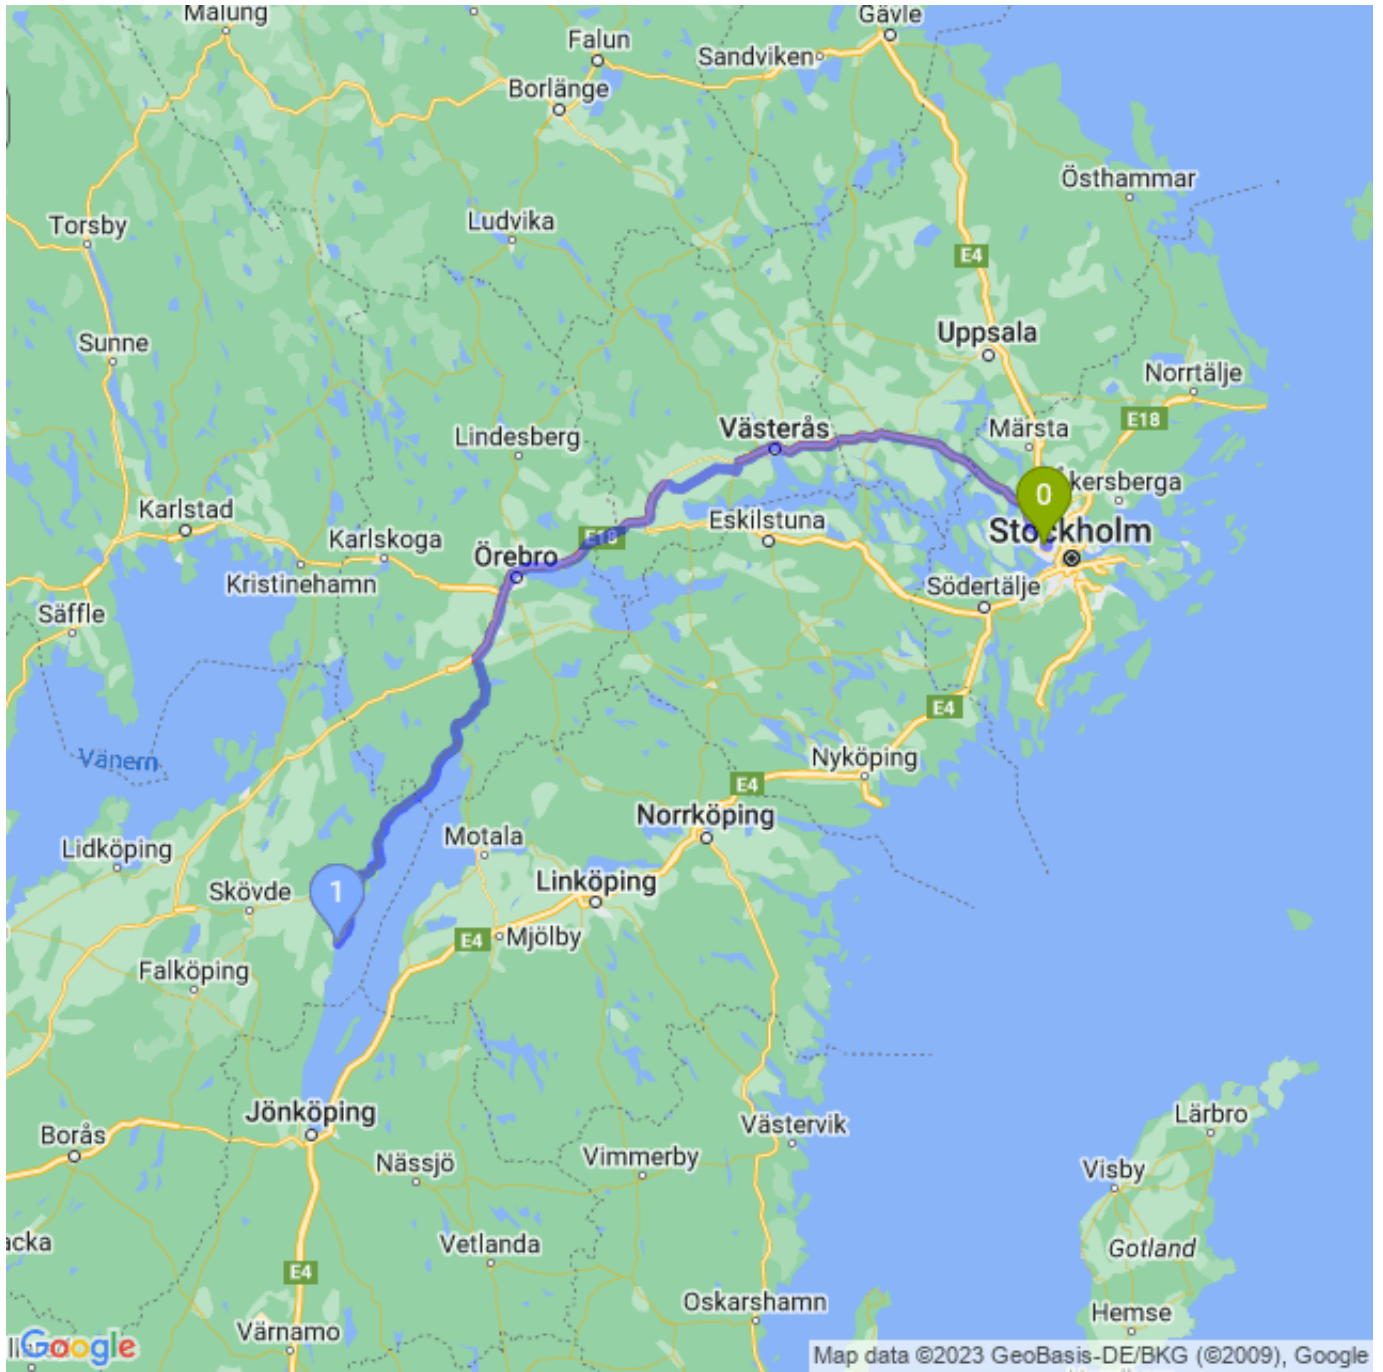 Malung
Gävle
Falun
Sandviken
Borlänge
Östhammar
Ludvika
Torsby
E4
Uppsala
Sunne
Norrtälje
E18
Västerås
Märsta
Lindesberg
kersberga
0
Karlstad
Eskilstuna
Stockholm
E18
Karlskoga
Örebro
Kristinehamn
Södertälje
Säffle
E4
Vänern
Nyköping
E4
Norrköping
Motala
Lidköping
Linköping
1
Skövde
E4
Mjölby
Falköping
Jönköping
Lärbro
Västervik
Borås
Nässjö
Vimmerby
Visby
acka
Vetlanda
Gotland
E4
Oskarshamn
Hemse
Värnamo
Google
Map data ©2023 GeoBasis-DE/BKG (©2009), Google